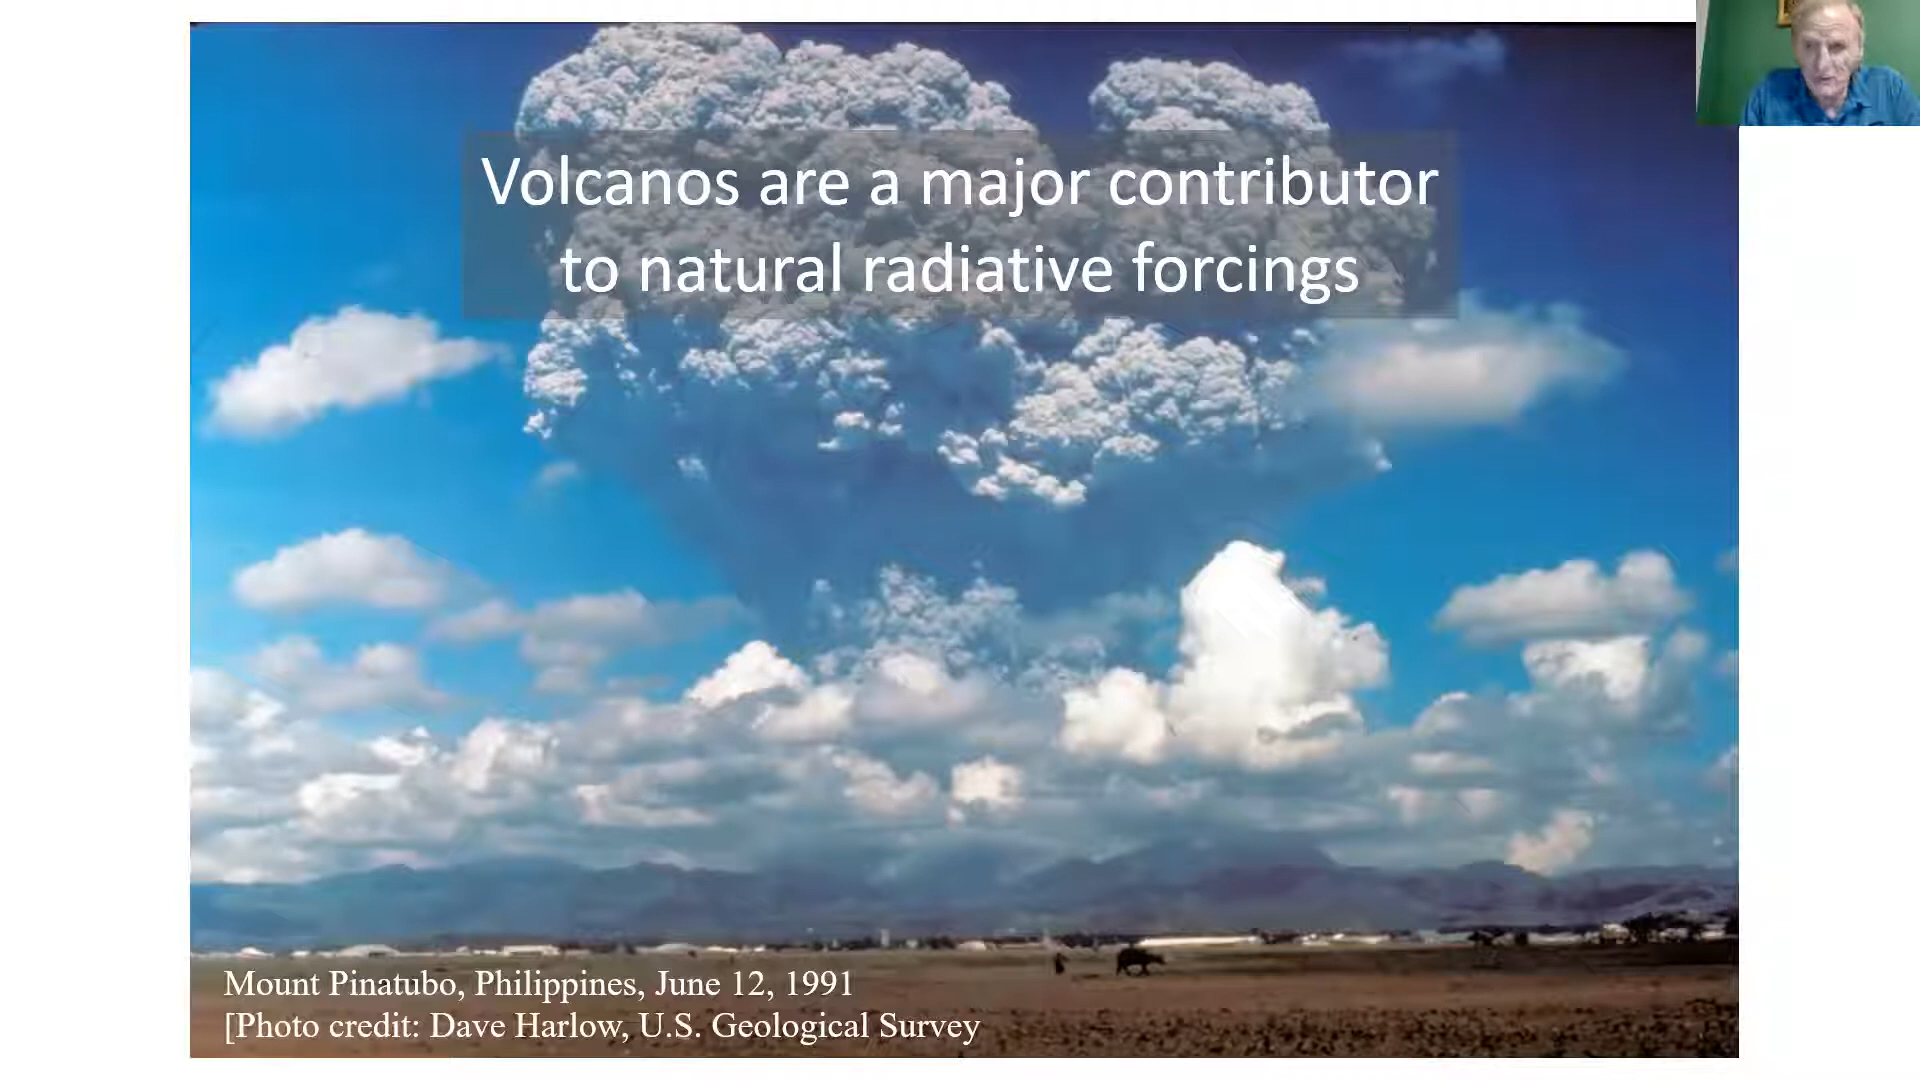 Volcanos are a major contributor
to natural radiative forcings
Mount Pinatubo, Philippines, June 12, 1991
[Photo credit: Dave Harlow, U.S. Geological Survey